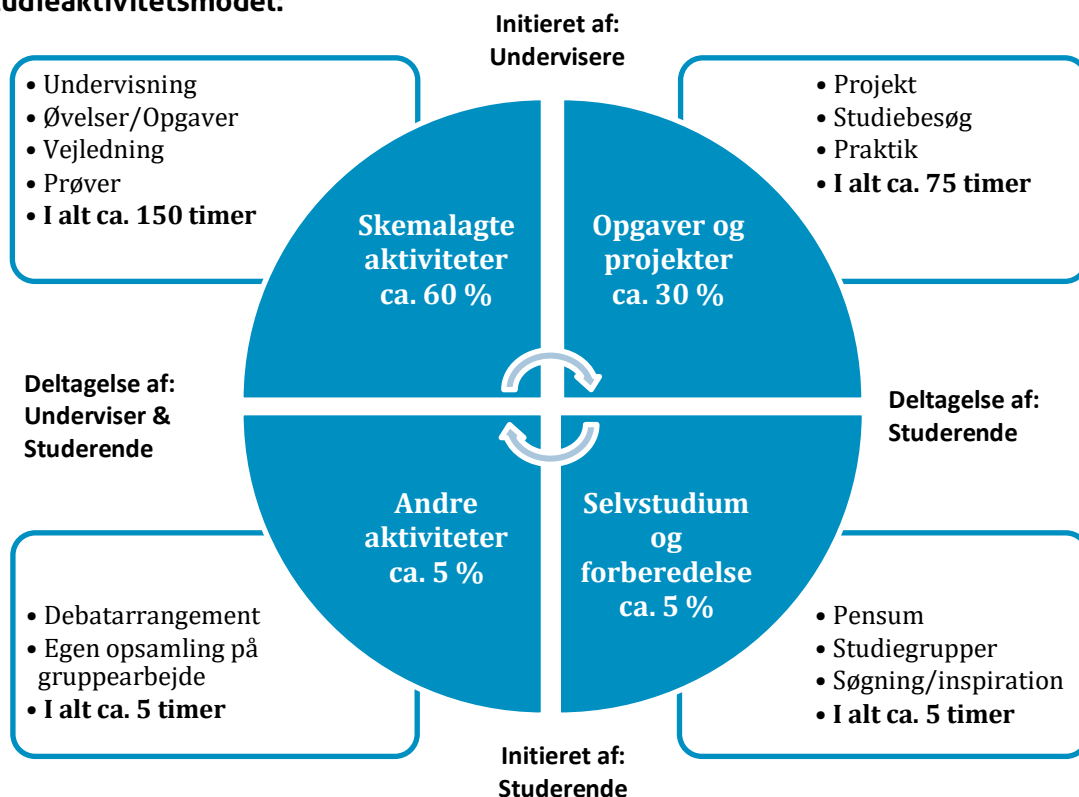 Initieret af:
Undervisere
• Undervisning
• Øvelser/Opgaver
• Vejledning
• Prøver
• I alt ca. 150 timer
• Projekt
• Studiebesøg
• Praktik
• I alt ca. 75 timer
Skemalagte
aktiviteter
ca. 60 %
Opgaver og
projekter
ca. 30 %
Deltagelse af:
Underviser &
Studerende
Deltagelse af:
Studerende
Andre
aktiviteter
ca. 5 %
Selvstudium
og
forberedelse
ca. 5 %
• Debatarrangement
• Egen opsamling på
gruppearbejde
• I alt ca. 5 timer
• Pensum
• Studiegrupper
• Søgning/inspiration
• I alt ca. 5 timer
Initieret af:
Studerende